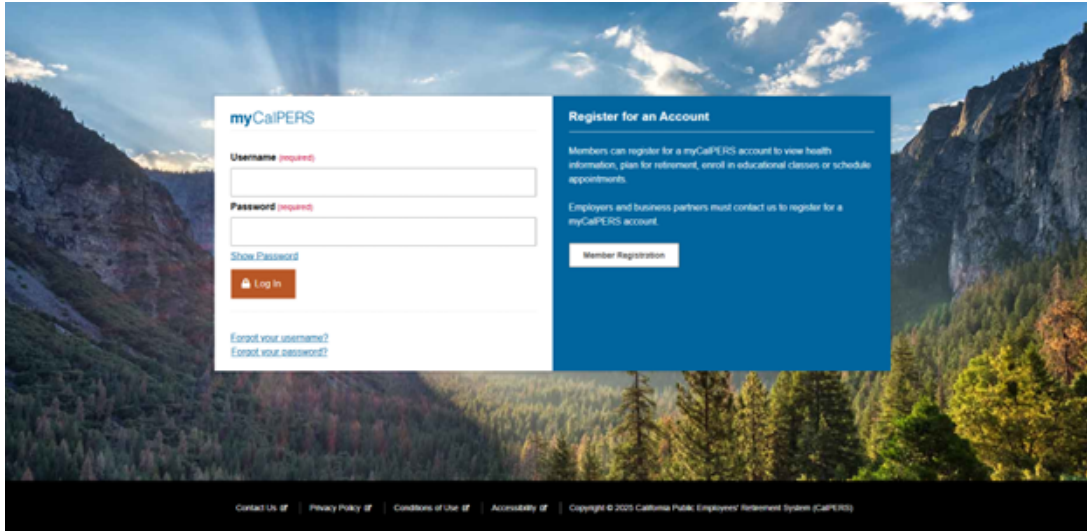 myCalPERS
Username (required)
Password (required)
Show Password
Log In
Forgot your username?
Forgot your password?
Register for an Account
Members can register for a myCalPERS account to view health
information, plan for retirement, enroll in educational classes or schedule
appointments.
Employers and business partners must contact us to register for a
myCalPERS account.
Member Registration
Contact Us Privacy Policy Conditions of Use Accessibility Copyright © 2025 California Public Employees' Retirement System (CalPERS)